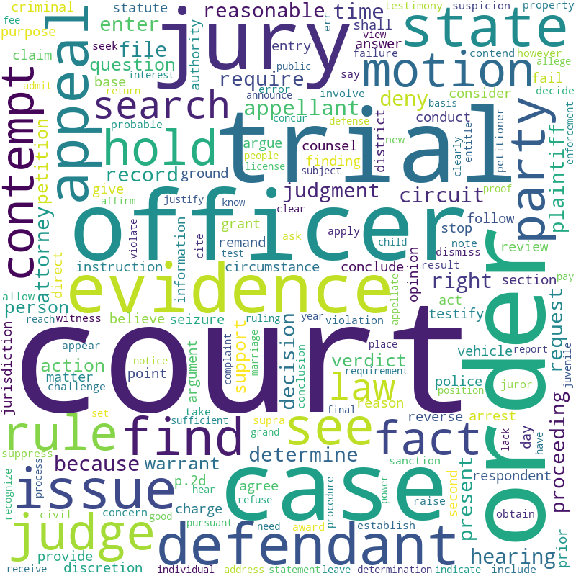 criminal
statute
reasonable
time
testimony
suspicion
property
fee
purpose
err
enter
file
jury
entry
shall
view
say
answer
failure
contend
however
allege
state
claim
seek
base
interest
question
authority
public
motion
fail
admit
return
error
involve
basis
decide
contempt
appeal
search
require
announce
concur
defense
deny
consider
enforcement
probable
appellant
conduct
clearly
entitle
petitioner
hold
trial
party
plaintiff
petition
argue
people
license
counsel
subject
finding
district
new
proof
attorney
record
ground
judgment
circuit
give
affirm
justify
know
clear
follow
officer
violate
test
cite
grant
ask
apply
child
stop
note
dismiss
review
direct
instruction
information
remand
circumstance
conclude
opinion
result
pay
allow
person
evidence
right
section
act
request
order
reach
witness
believe
seizure
year
violation
appellate
testify
jurisdiction
appear
notice
court
ruling
place
vehicle
report
juvenile
action
matter
challenge
point
support
argument
complaint
marriage
conclusion
decision
requirement
verdict
law
reason
police
position
juror
set
rule
find
take
sufficient
supra
grand
final
see
fact
reverse
arrest
lack
day
have
proceeding
suppress
because
warrant
determine
sanction
respondent
recognize
process
issue
p.2d
hear
agree
refuse
case
procedure
power
raise
second
present
obtain
concern
civil
good
charge
pursuant
need
award
establish
judge
defendant
hearing
prior
provide
discretion
receive
individual
address
statement
leave
determination
indicate
include